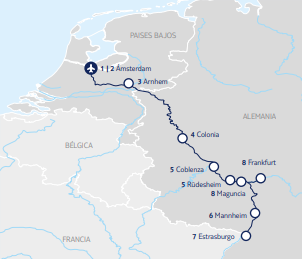 PAISES BAJOS
1 | 2 Ámsterdam
3 Arnhem
ALEMANIA
4 Colonia
BÉLGICA
5 Coblenza
8 Frankfurt
5 Rüdesheim
8 Maguncia
6 Mannheim
FRANCIA
7 Estrasburgo